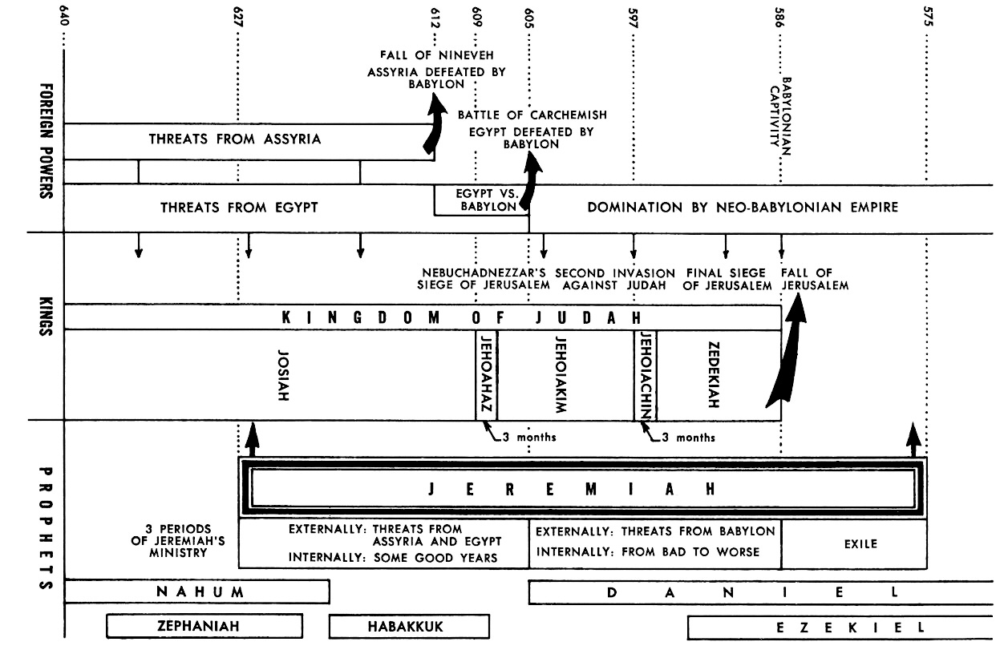 640
627
612
609
605
597
586
575
FALL OF NINEVEH
ASSYRIA DEFEATED BY
BABYLON
BATTLE OF CARCHEMISH
EGYPT DEFEATED BY
BABYLON
BABYLONIAN
CAPTIVITY
FOREIGN POWERS
THREATS FROM ASSYRIA
THREATS FROM EGYPT
EGYPT VS.
BABYLON
DOMINATION BY NEO-BABYLONIAN EMPIRE
NEBUCHADNEZZAR'S
SIEGE OF JERUSALEM
SECOND INVASION
AGAINST JUDAH
FINAL SIEGE
OF JERUSALEM
FALL OF
JERUSALEM
KINGS
KINGDOM OF JUDAH
JOSIAH
JEHOAHAZ
JEHOIAKIM
JEHOIACHIN
ZEDEKIAH
3 months
3 months
PROPHETS
JEREMIAH
3 PERIODS
OF JEREMIAH'S
MINISTRY
EXTERNALLY: THREATS FROM
ASSYRIA AND EGYPT
INTERNALLY: SOME GOOD YEARS
EXTERNALLY: THREATS FROM BABYLON
INTERNALLY: FROM BAD TO WORSE
EXILE
NAHUM
DANIEL
ZEPHANIAH
HABAKKUK
EZEKIEL